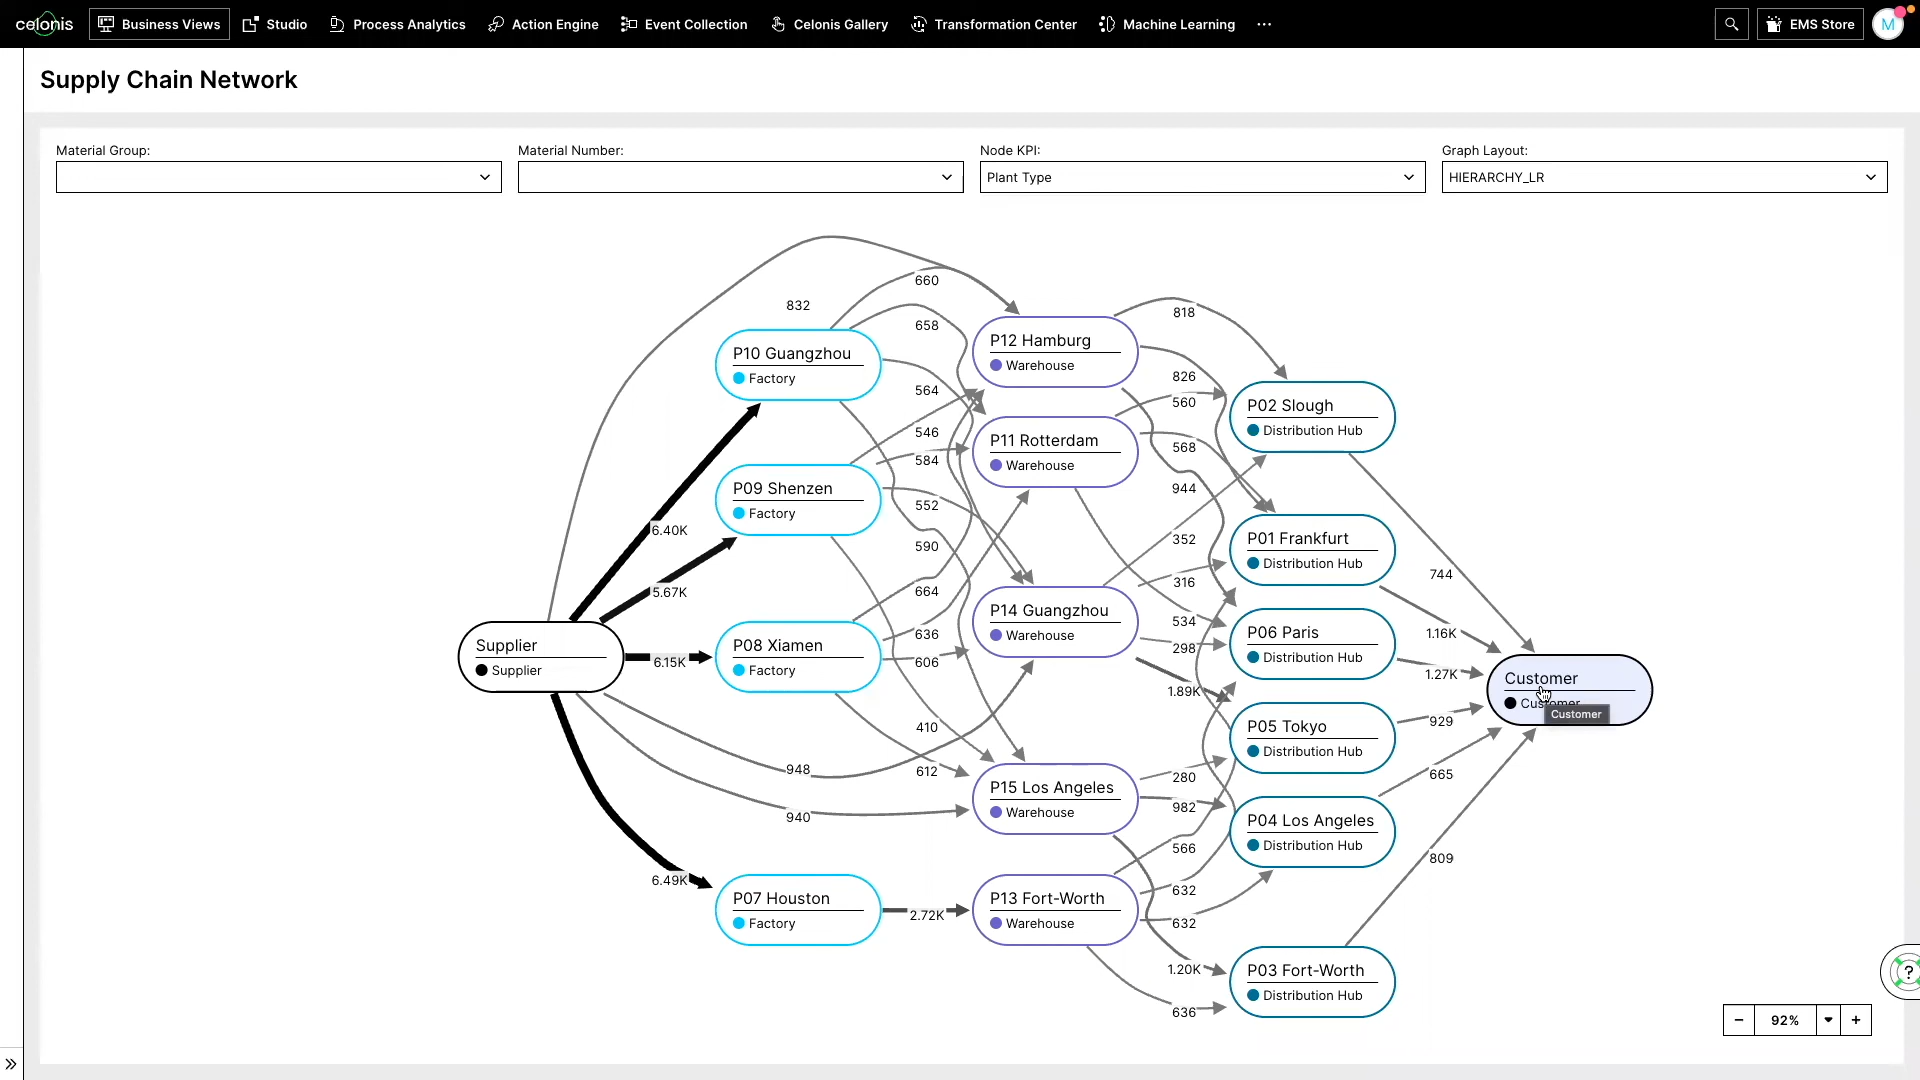 celonis
Business Views
Studio
Process Analytics
Action Engine
Event Collection
Celonis Gallery
Transformation Center
Machine Learning
EMS Store
M
Supply Chain Network
Material Group:
Material Number:
Node KPI:
Graph Layout:
Plant Type
HIERARCHY_LR
660
832
818
658
P12 Hamburg
Warehouse
P10 Guangzhou
Factory
826
564
560
P02 Slough
Distribution Hub
546
P11 Rotterdam
Warehouse
568
584
P09 Shenzen
Factory
944
552
6.40K
352
P01 Frankfurt
Distribution Hub
590
744
316
5.67K
664
P14 Guangzhou
Warehouse
534
636
P06 Paris
Distribution Hub
1.16K
Supplier
Supplier
6.15K
P08 Xiamen
Factory
298
606
1.27K
Customer
Customer
Customer
1.89K
929
410
P05 Tokyo
Distribution Hub
948
612
280
665
P15 Los Angeles
Warehouse
940
982
P04 Los Angeles
Distribution Hub
566
809
6.49K
632
P07 Houston
Factory
2.72K
P13 Fort-Worth
Warehouse
632
1.20K
P03 Fort-Worth
Distribution Hub
636
?
− 92% +